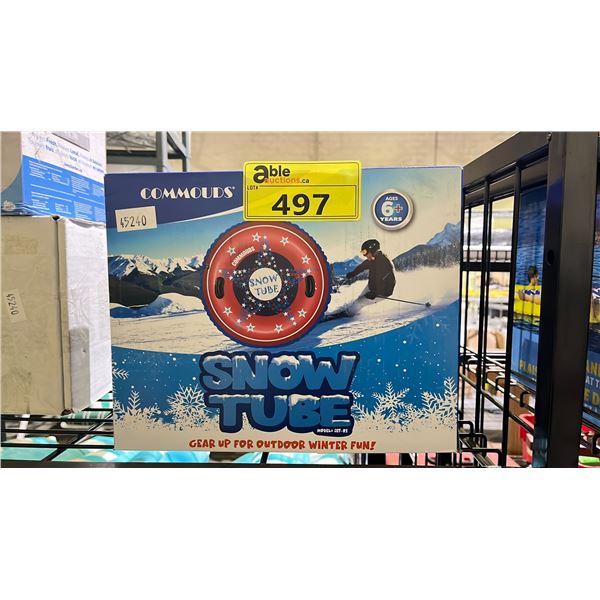 able
auctions.ca
LOT#
497
COMMOUDS®
45240
AGES
6+
YEARS
COMMOUDS
SNOW
TUBE
SNOW
TUBE
GEAR UP FOR OUTDOOR WINTER FUN!
45240